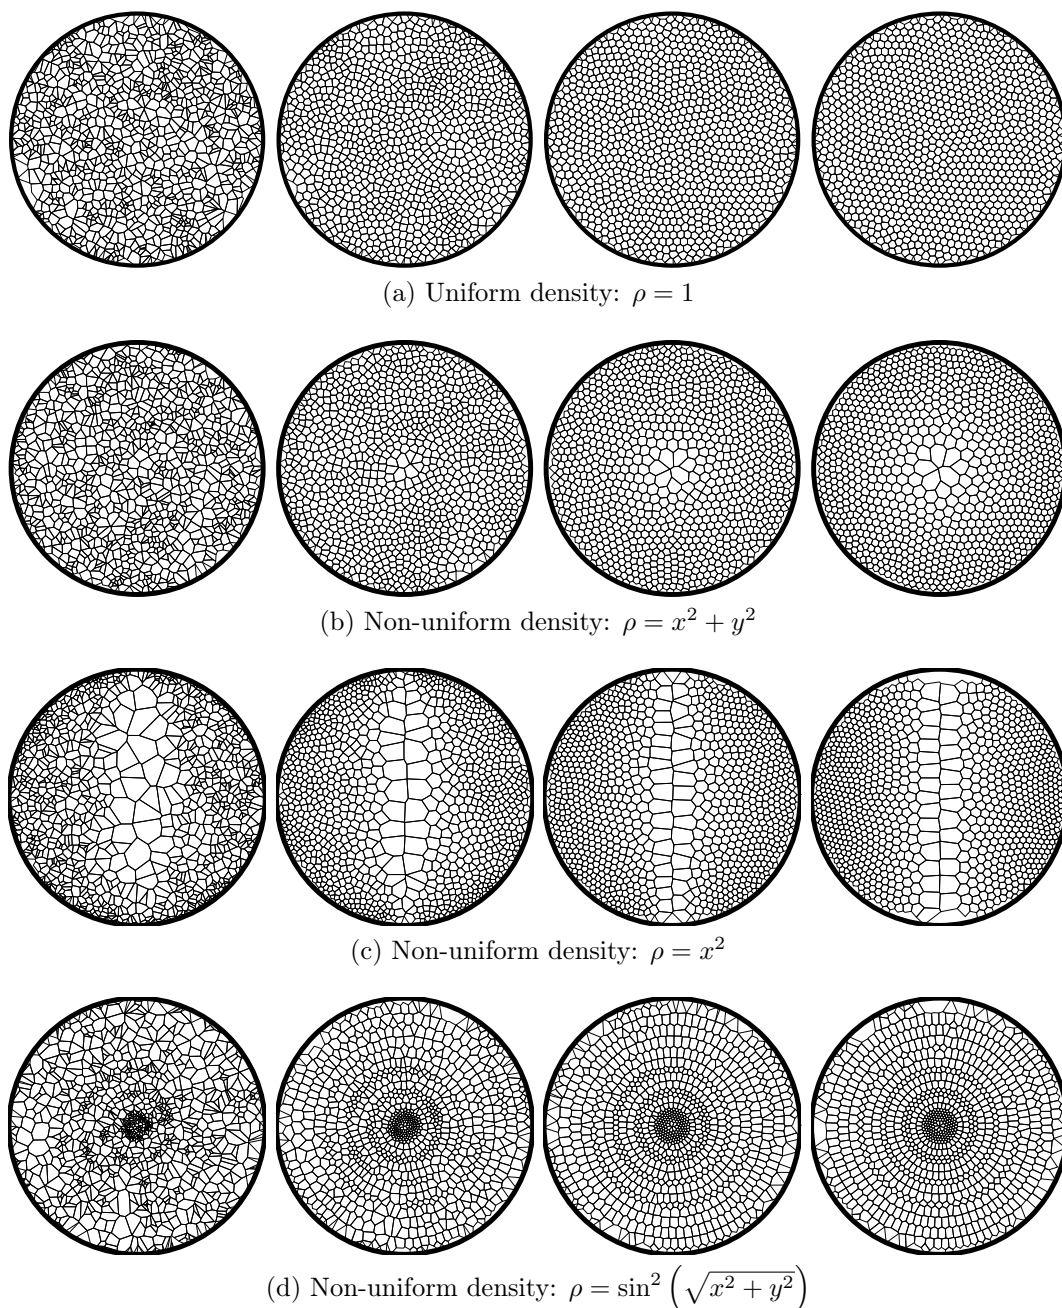 (a) Uniform density: ρ = 1
(b) Non-uniform density: ρ = x² + y²
(c) Non-uniform density: ρ = x²
(d) Non-uniform density: ρ = sin² (√(x² + y²))